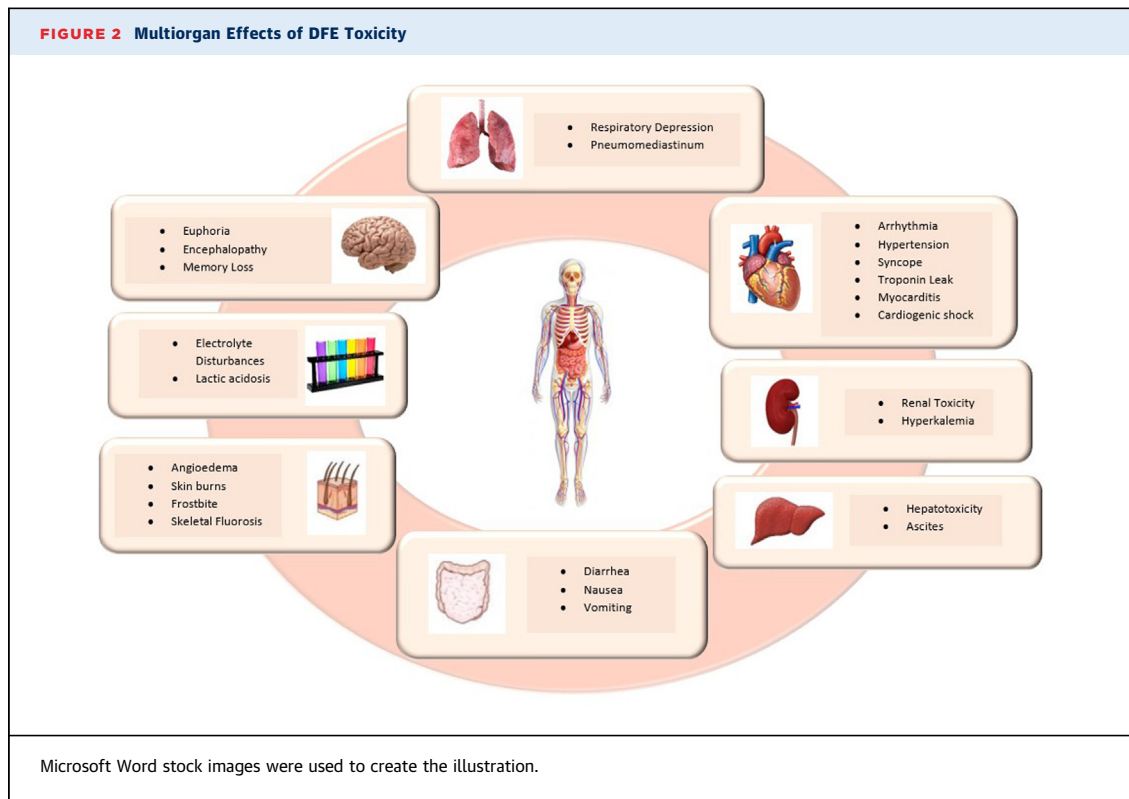 FIGURE 2 Multiorgan Effects of DFE Toxicity
• Respiratory Depression
• Pneumomediastinum
• Euphoria
• Encephalopathy
• Memory Loss
• Arrhythmia
• Hypertension
• Syncope
• Troponin Leak
• Myocarditis
• Cardiogenic shock
• Electrolyte
Disturbances
• Lactic acidosis
• Renal Toxicity
• Hyperkalemia
• Angioedema
• Skin burns
• Frostbite
• Skeletal Fluorosis
• Hepatotoxicity
• Ascites
• Diarrhea
• Nausea
• Vomiting
Microsoft Word stock images were used to create the illustration.